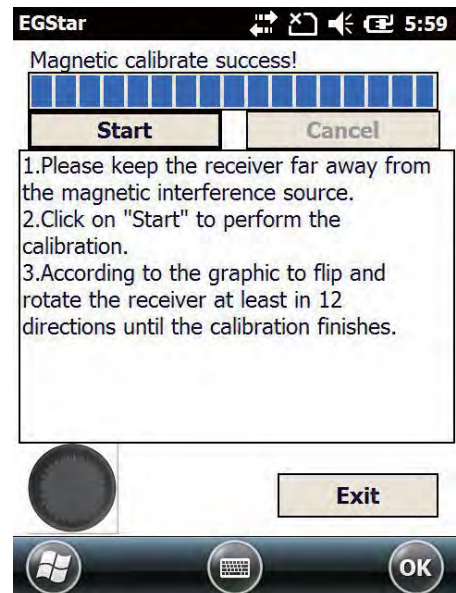 EGStar 5:59
Magnetic calibrate success!
Start Cancel
1.Please keep the receiver far away from
the magnetic interference source.
2.Click on "Start" to perform the
calibration.
3.According to the graphic to flip and
rotate the receiver at least in 12
directions until the calibration finishes.
Exit
OK